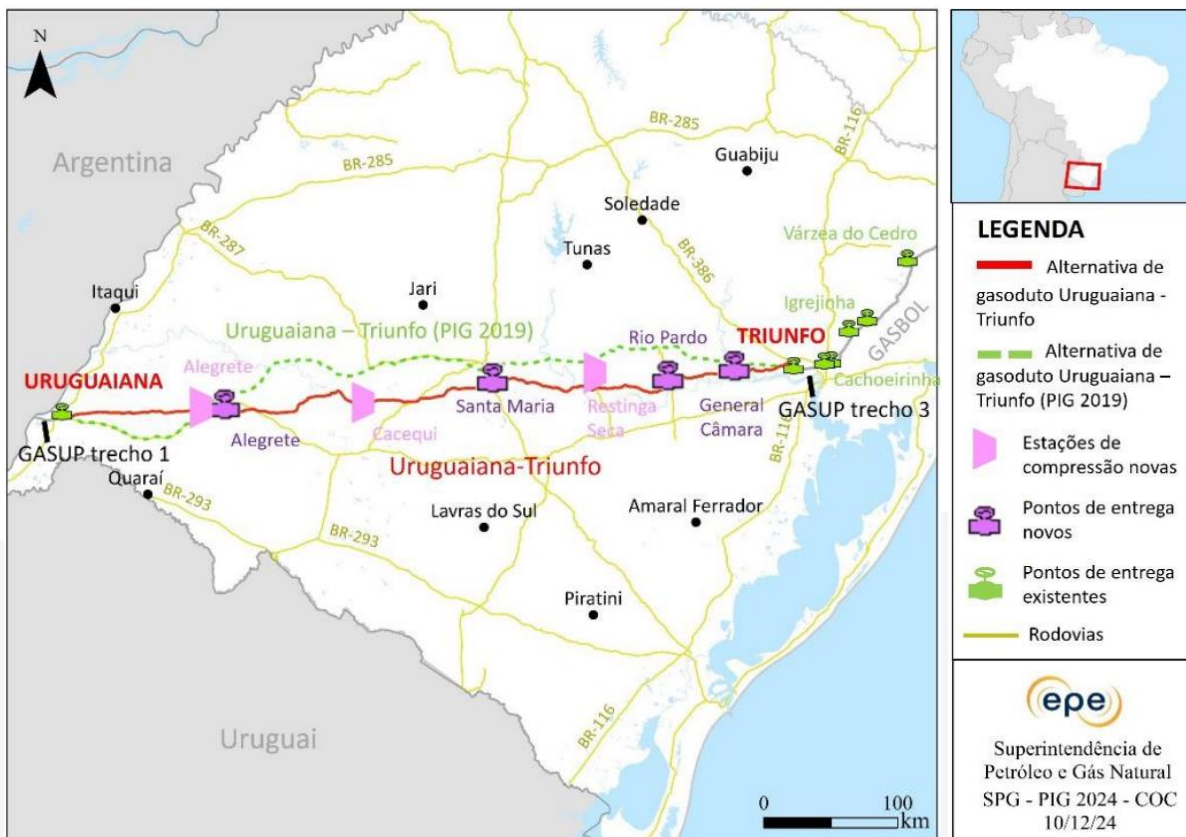 N
Argentina
BR-285
BR-285
BR-116
Guabiju
Soledade
Várzea do Cedro
BR-287
Tunas
BR-386
Itaqui
Jari
Igrejinha
Uruguaiana – Triunfo (PIG 2019)
Rio Pardo
TRIUNFO
GASBOL
Alegrete
URUGUAIANA
Cachoeirinha
Santa Maria
Restinga
Seca
General
Câmara
GASUP trecho 3
Alegrete
Cacequi
BR-116
GASUP trecho 1
Uruguaiana-Triunfo
Quaraí
BR-293
Lavras do Sul
Amaral Ferrador
BR-293
Piratini
BR-116
Uruguai
0 100
km
LEGENDA
Alternativa de
gasoduto Uruguaiana -
Triunfo
Alternativa de
gasoduto Uruguaiana –
Triunfo (PIG 2019)
Estações de
compressão novas
Pontos de entrega
novos
Pontos de entrega
existentes
Rodovias
epe
Superintendência de
Petróleo e Gás Natural
SPG - PIG 2024 - COC
10/12/24